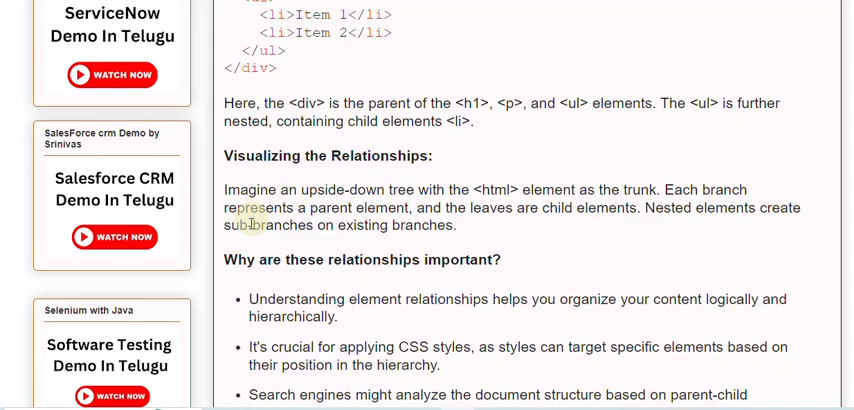 ServiceNow
Demo In Telugu
WATCH NOW
SalesForce crm Demo by
Srinivas
Salesforce CRM
Demo In Telugu
WATCH NOW
Selenium with Java
Software Testing
Demo In Telugu
WATCH NOW
<li>Item 1</li>
<li>Item 2</li>
</ul>
</div>
Here, the <div> is the parent of the <h1>, <p>, and <ul> elements. The <ul> is further
nested, containing child elements <li>.
Visualizing the Relationships:
Imagine an upside-down tree with the <html> element as the trunk. Each branch
represents a parent element, and the leaves are child elements. Nested elements create
sub-branches on existing branches.
Why are these relationships important?
• Understanding element relationships helps you organize your content logically and
hierarchically.
• It's crucial for applying CSS styles, as styles can target specific elements based on
their position in the hierarchy.
• Search engines might analyze the document structure based on parent-child